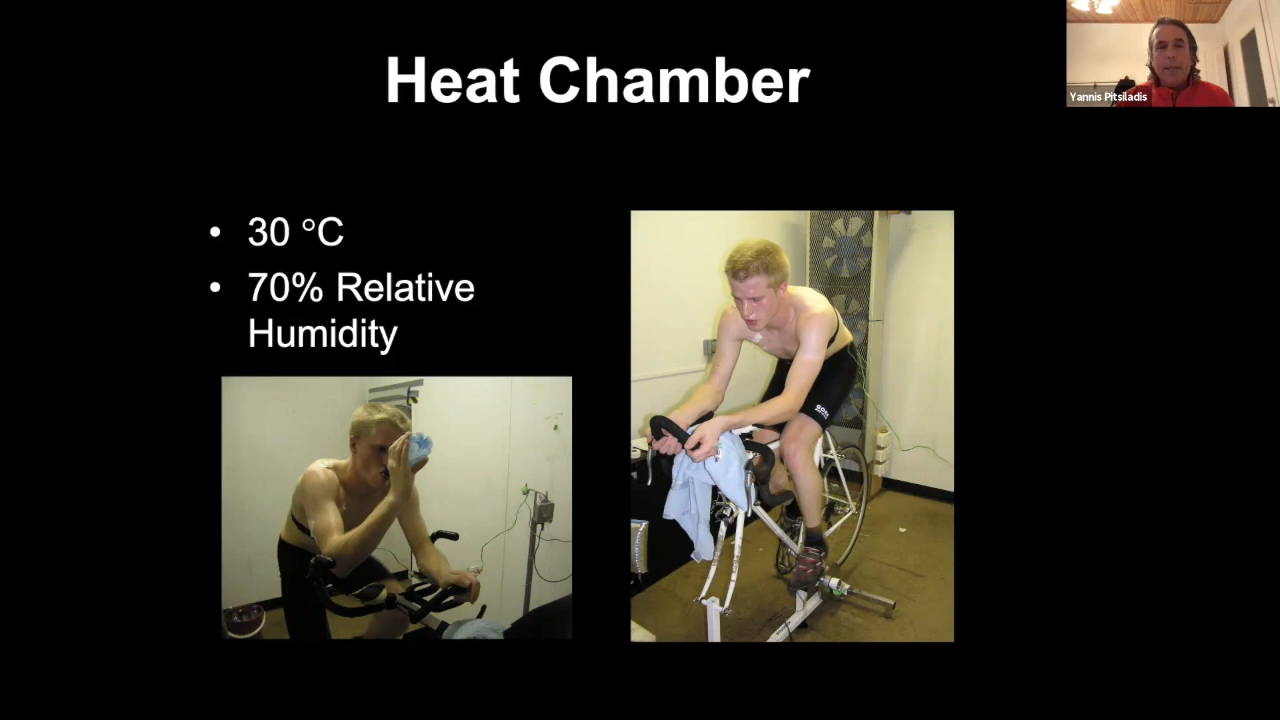 Heat Chamber
Yannis Pitsiladis
• 30 °C
• 70% Relative
Humidity